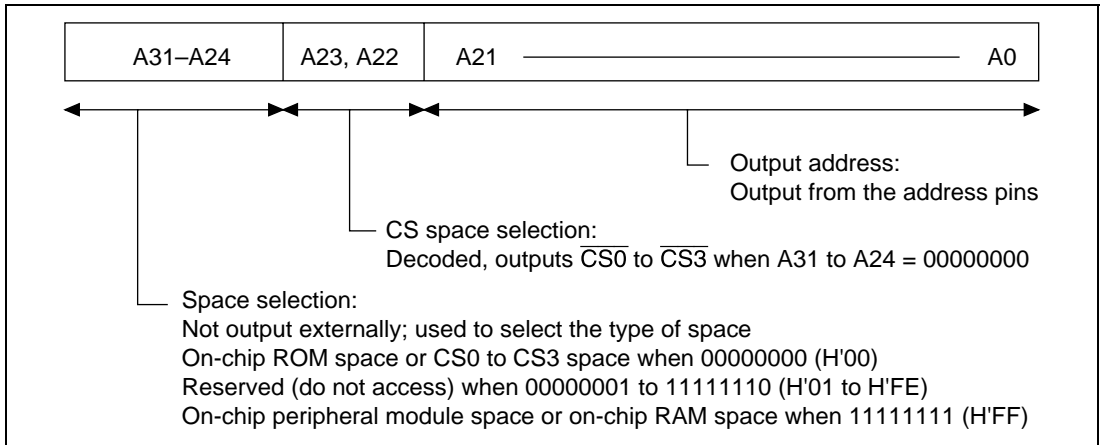 A31–A24 A23, A22 A21 A0
Output address:
Output from the address pins
CS space selection:
Decoded, outputs C̅S̅0̅ to C̅S̅3̅ when A31 to A24 = 00000000
Space selection:
Not output externally; used to select the type of space
On-chip ROM space or CS0 to CS3 space when 00000000 (H'00)
Reserved (do not access) when 00000001 to 11111110 (H'01 to H'FE)
On-chip peripheral module space or on-chip RAM space when 11111111 (H'FF)